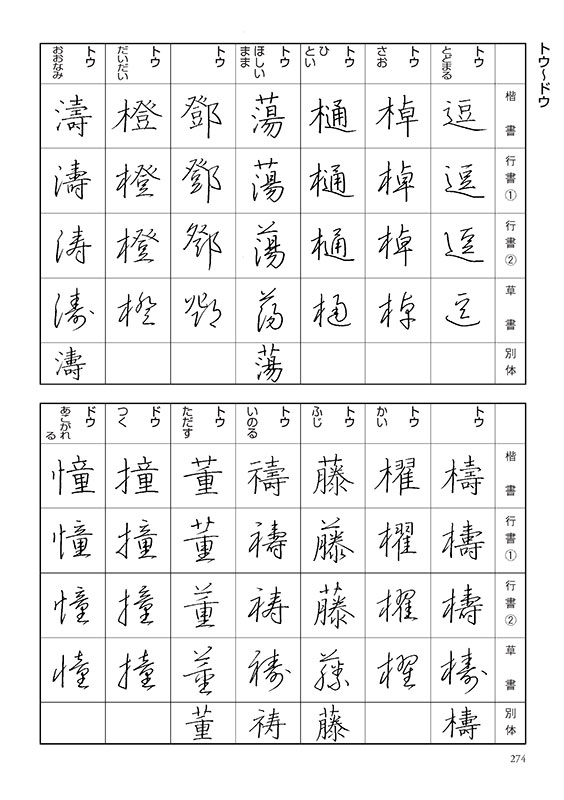 トウ〜ドウ
楷書 行書① 行書② 草書 別体
トウ
とどまる
逗 逗 逗 逗
トウ
さお
棹 棹 棹 棹
トウ
ひ
とい
樋 樋 樋 樋
トウ
ほしい
まま
蕩 蕩 蕩 蕩 蕩
トウ
鄧 鄧 鄧 鄧
トウ
だいだい
橙 橙 橙 橙
トウ
おおなみ
濤 濤 涛 濤 濤
楷書 行書① 行書② 草書 別体
トウ
檮 檮 檮 檮 檮
トウ
かい
櫂 櫂 櫂 櫂
トウ
ふじ
藤 藤 藤 藤 藤
トウ
いのる
禱 禱 祷 禱 祷
トウ
ただす
董 董 董 董 董
ドウ
つく
撞 撞 撞 撞
ドウ
あこがれ
る
憧 憧 憧 憧
274